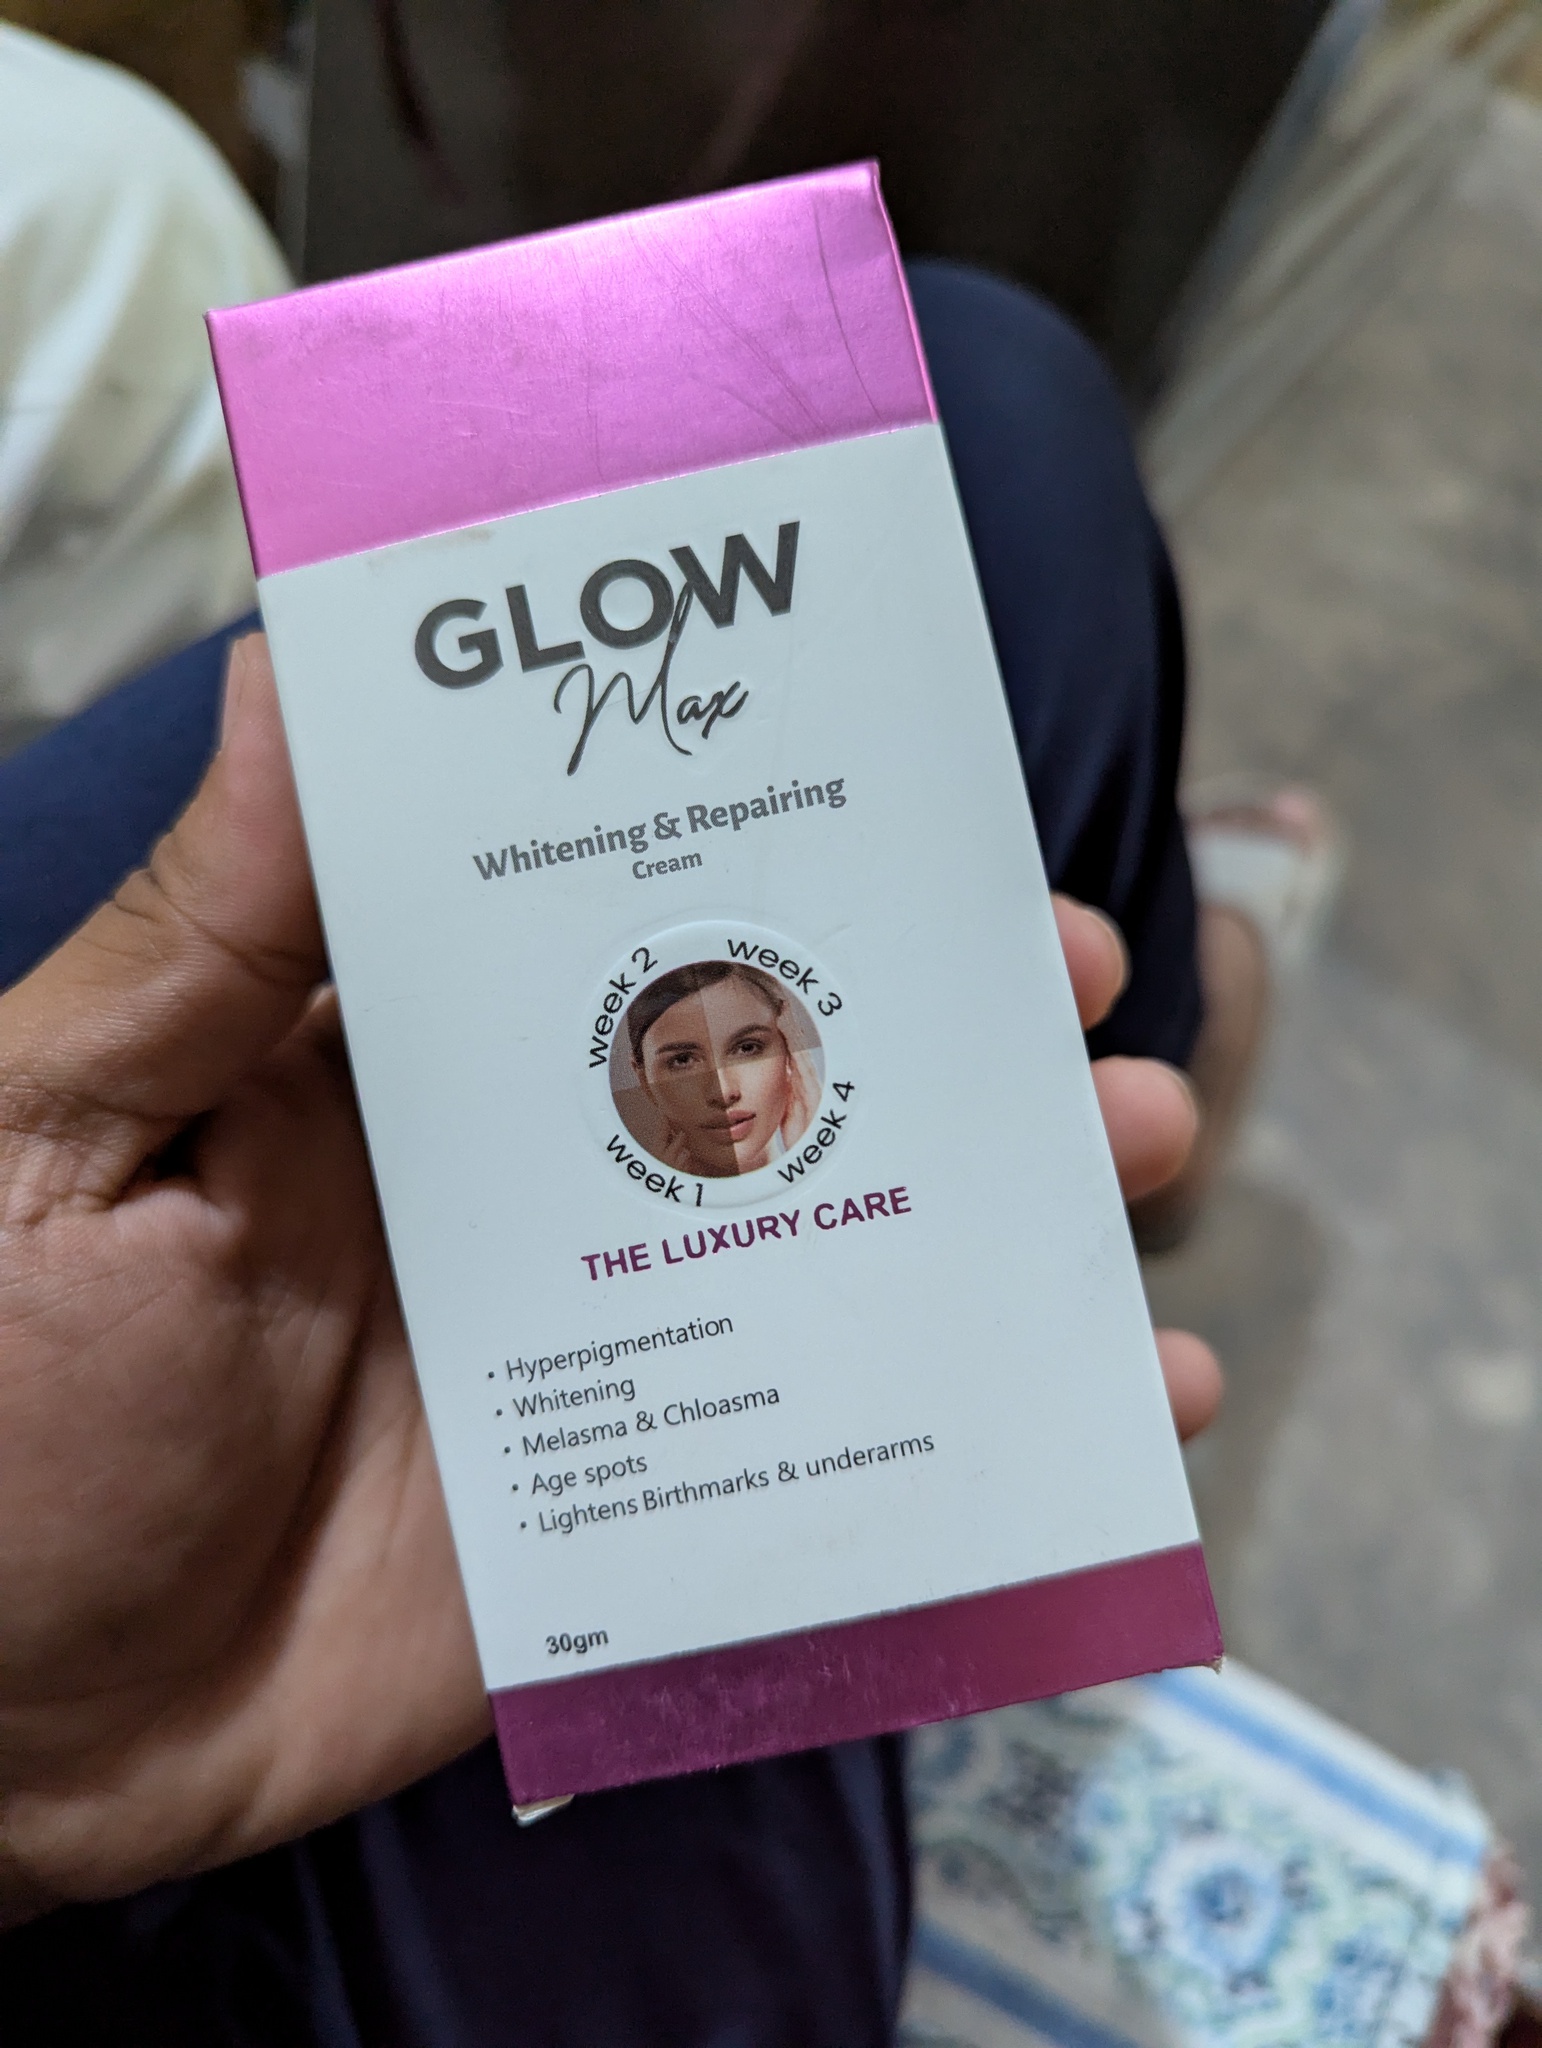 GLOW
Max
Whitening & Repairing
Cream
week 2
week 3
week 1
week 4
THE LUXURY CARE
• Hyperpigmentation
• Whitening
• Melasma & Chloasma
• Age spots
• Lightens Birthmarks & underarms
30gm